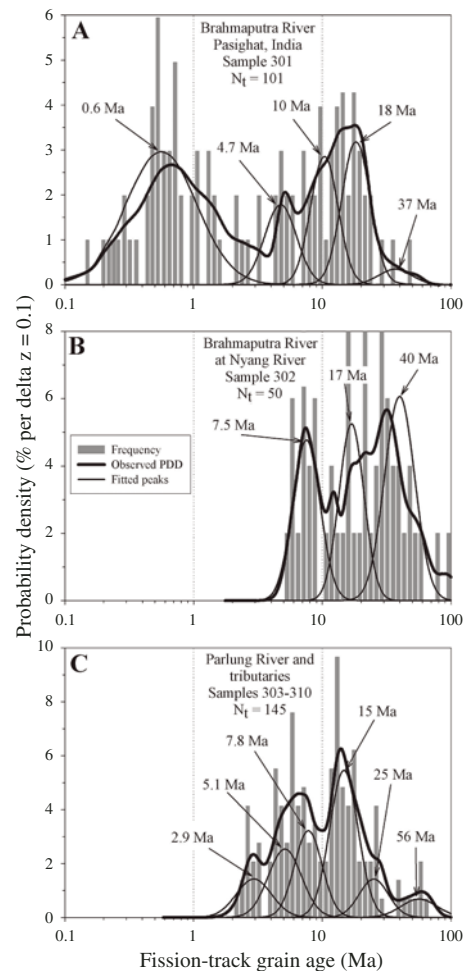 Probability density (% per delta z = 0.1)
A
Brahmaputra River
Pasighat, India
Sample 301
Nt = 101
0.6 Ma
4.7 Ma
10 Ma
18 Ma
37 Ma
6
5
4
3
2
1
0
0.1 1 10 100
B
Brahmaputra River
at Nyang River
Sample 302
Nt = 50
7.5 Ma
17 Ma
40 Ma
Frequency
Observed PDD
Fitted peaks
8
6
4
2
0
0.1 1 10 100
C
Parlung River and
tributaries
Samples 303-310
Nt = 145
2.9 Ma
5.1 Ma
7.8 Ma
15 Ma
25 Ma
56 Ma
10
8
6
4
2
0
0.1 1 10 100
Fission-track grain age (Ma)